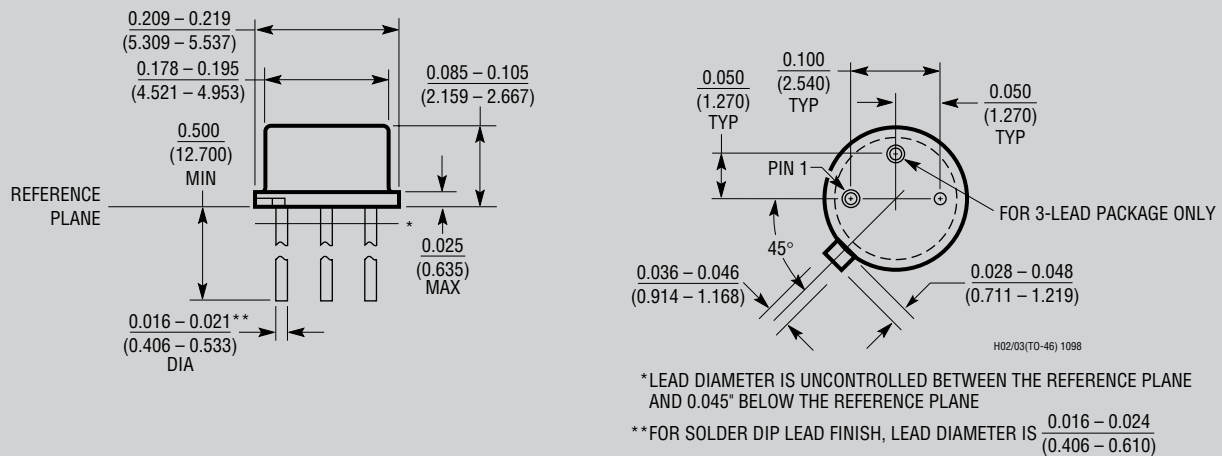 0.209 – 0.219
(5.309 – 5.537)
0.178 – 0.195
(4.521 – 4.953)
0.085 – 0.105
(2.159 – 2.667)
0.500
(12.700)
MIN
REFERENCE
PLANE
*
0.025
(0.635)
MAX
0.016 – 0.021**
(0.406 – 0.533)
DIA
0.050
(1.270)
TYP
0.100
(2.540)
TYP
0.050
(1.270)
TYP
PIN 1
FOR 3-LEAD PACKAGE ONLY
45°
0.036 – 0.046
(0.914 – 1.168)
0.028 – 0.048
(0.711 – 1.219)
H02/03(TO-46) 1098
*LEAD DIAMETER IS UNCONTROLLED BETWEEN THE REFERENCE PLANE
AND 0.045" BELOW THE REFERENCE PLANE
**FOR SOLDER DIP LEAD FINISH, LEAD DIAMETER IS 0.016 – 0.024
(0.406 – 0.610)